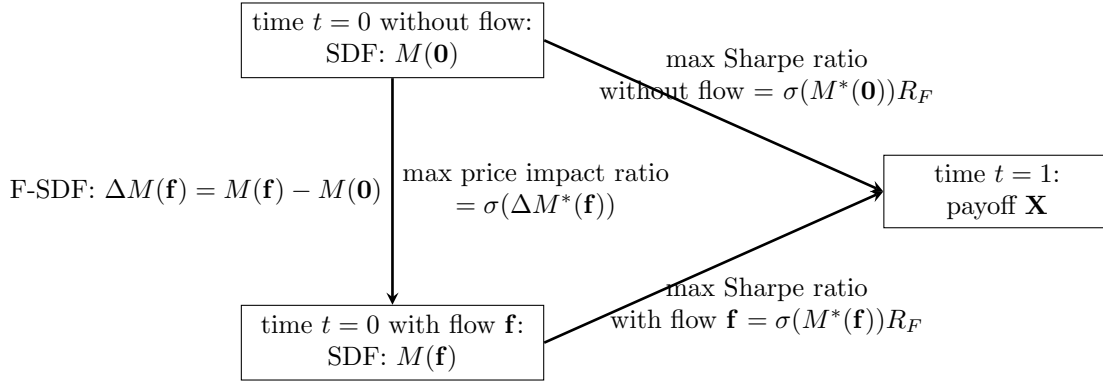 time t = 0 without flow:
SDF: M(0)
max Sharpe ratio
without flow = σ(M*(0))R_F
F-SDF: ΔM(f) = M(f) − M(0)
max price impact ratio
= σ(ΔM*(f))
time t = 1:
payoff X
max Sharpe ratio
with flow f = σ(M*(f))R_F
time t = 0 with flow f:
SDF: M(f)